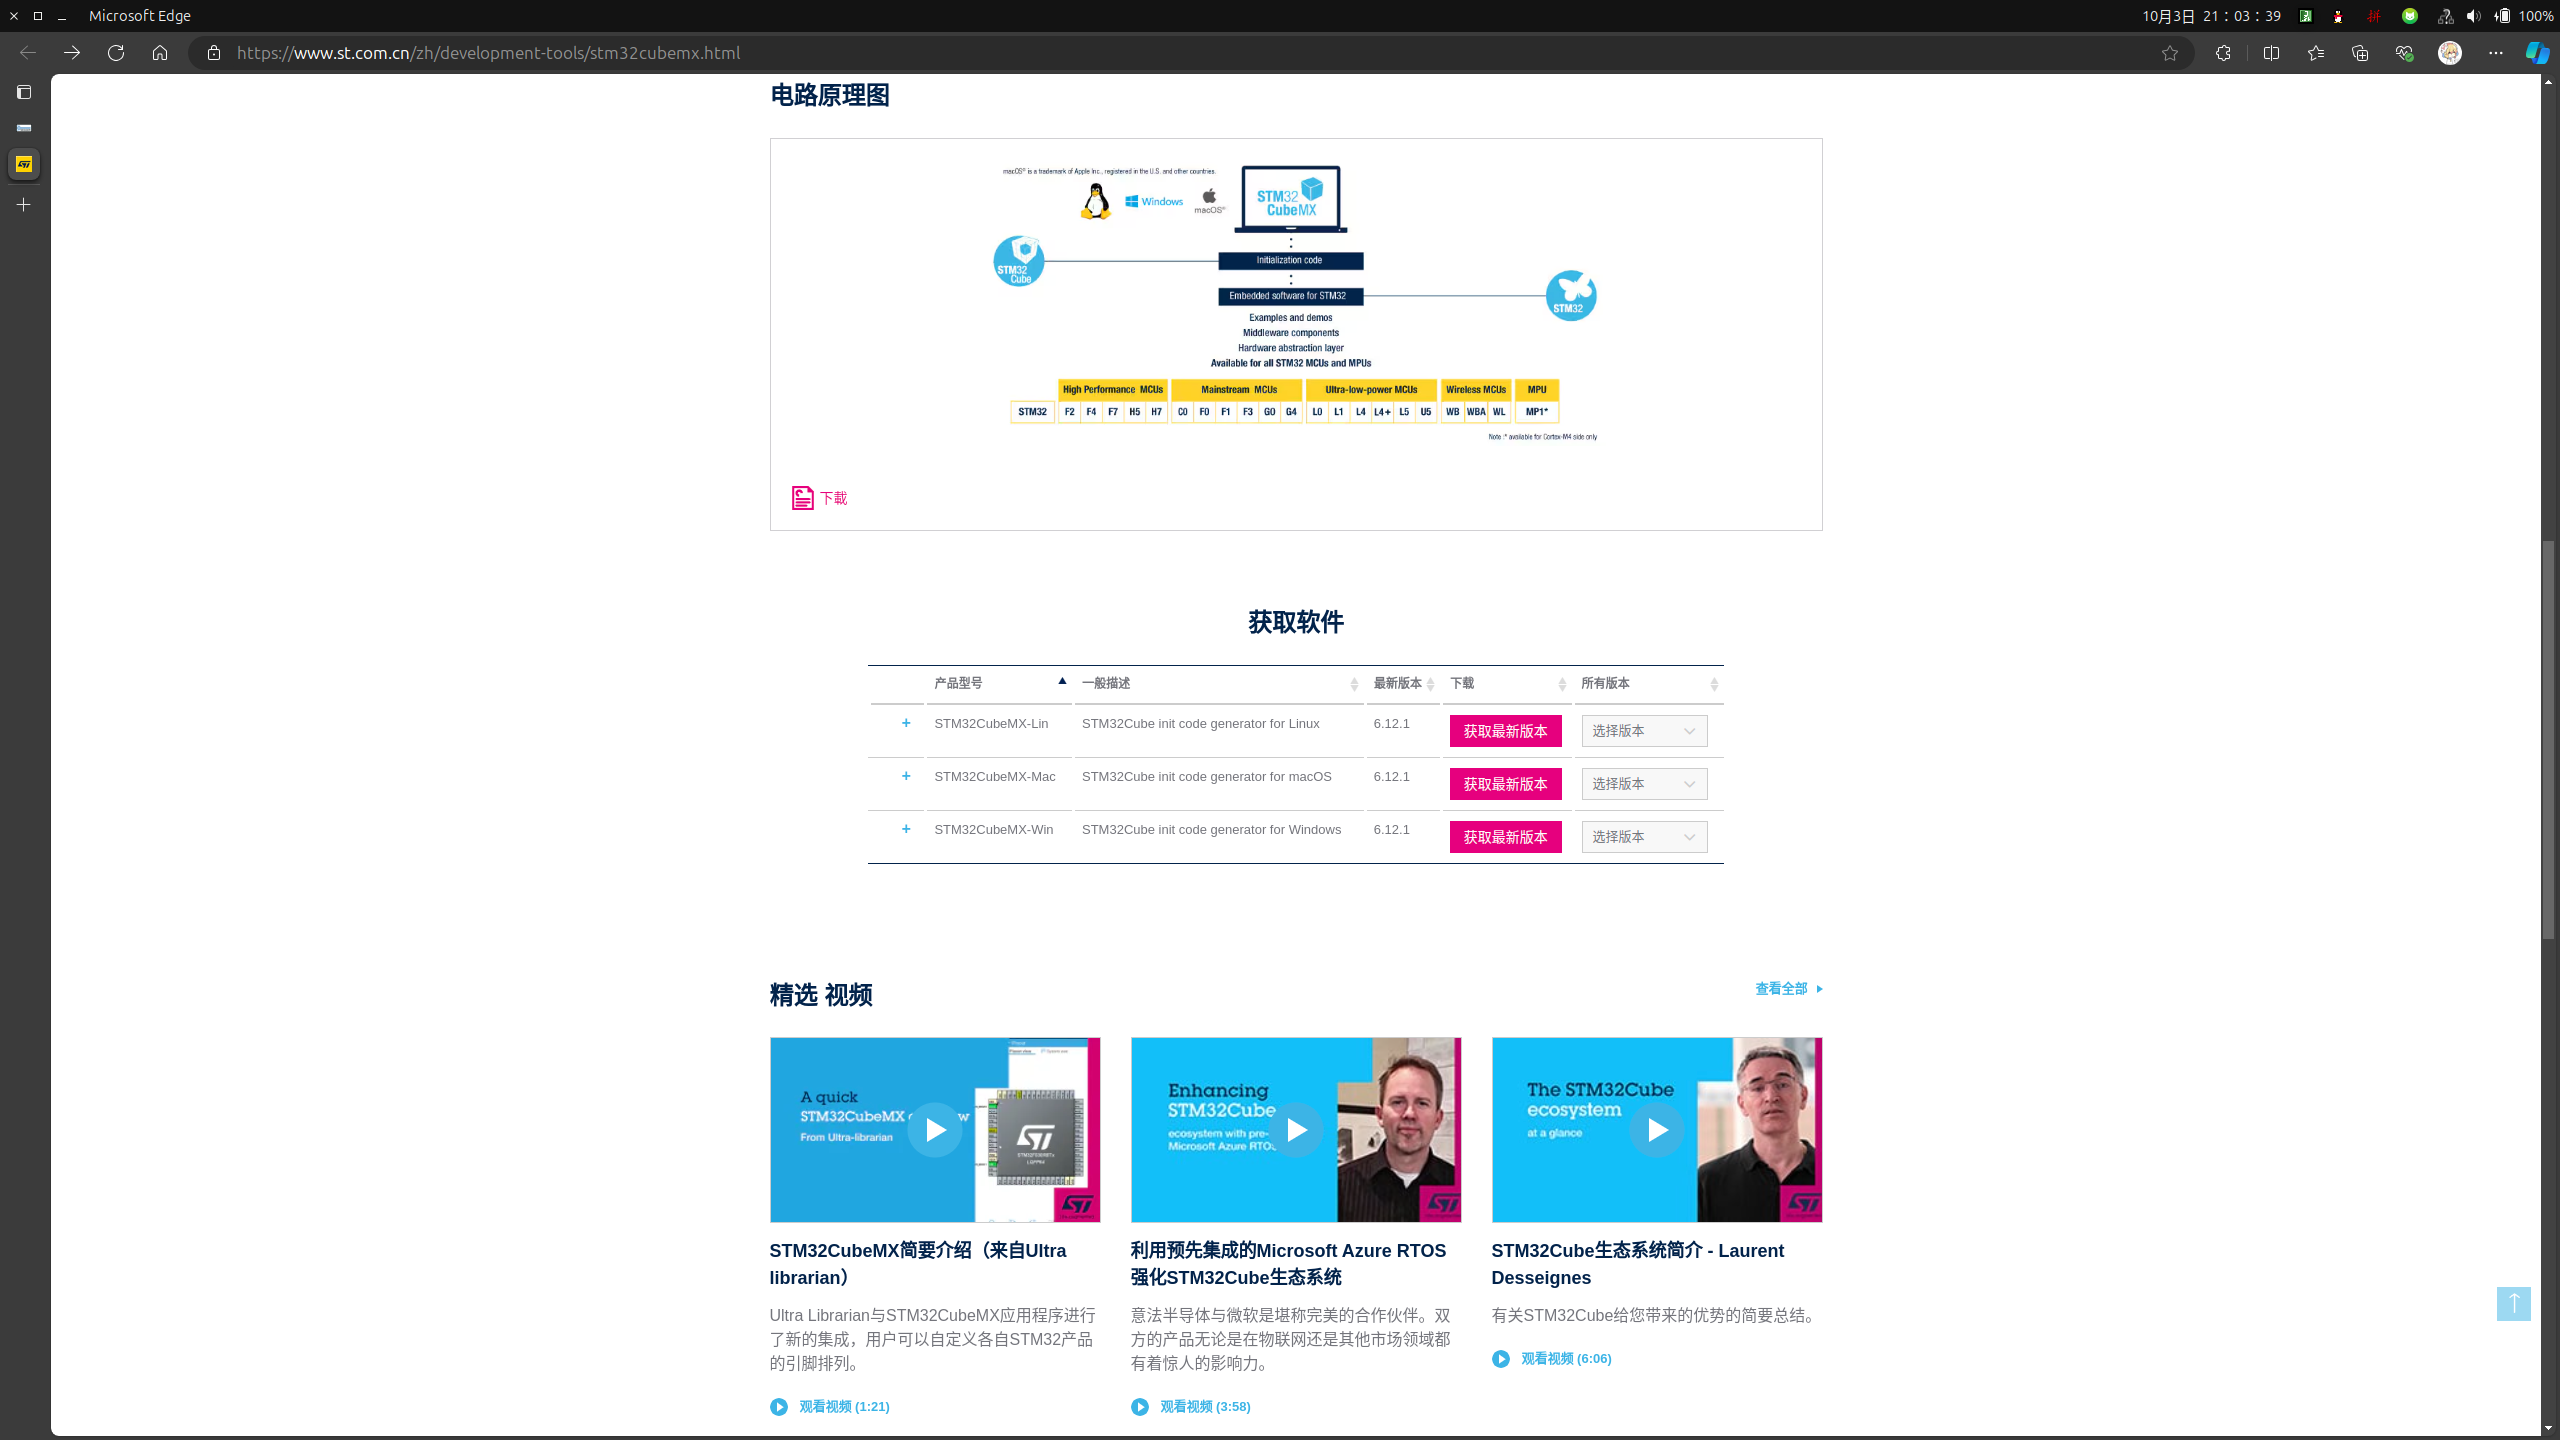 Microsoft Edge
10月3日 21：03：39
拼
100%
https://www.st.com.cn/zh/development-tools/stm32cubemx.html
电路原理图
macOS® is a trademark of Apple Inc., registered in the U.S. and other countries.
Windows
macOS®
STM32
CubeMX
STM32
Cube
Initialization code
Embedded software for STM32
STM32
Examples and demos
Middleware components
Hardware abstraction layer
Available for all STM32 MCUs and MPUs
High Performance MCUs Mainstream MCUs Ultra-low-power MCUs Wireless MCUs MPU
STM32 F2 F4 F7 H5 H7 C0 F0 F1 F3 G0 G4 L0 L1 L4 L4+ L5 U5 WB WBA WL MP1*
Note :* available for Cortex-M4 side only
下載
获取软件
产品型号 一般描述 最新版本 下载 所有版本
+ STM32CubeMX-Lin STM32Cube init code generator for Linux 6.12.1 获取最新版本 选择版本
+ STM32CubeMX-Mac STM32Cube init code generator for macOS 6.12.1 获取最新版本 选择版本
+ STM32CubeMX-Win STM32Cube init code generator for Windows 6.12.1 获取最新版本 选择版本
精选 视频
查看全部
A quick
STM32CubeMX
From Ultra-librarian
Enhancing
STM32Cube
ecosystem with pre-
Microsoft Azure RTOS
The STM32Cube
ecosystem
at a glance
STM32CubeMX简要介绍（来自Ultra
librarian）
Ultra Librarian与STM32CubeMX应用程序进行
了新的集成，用户可以自定义各自STM32产品
的引脚排列。
观看视频 (1:21)
利用预先集成的Microsoft Azure RTOS
强化STM32Cube生态系统
意法半导体与微软是堪称完美的合作伙伴。双
方的产品无论是在物联网还是其他市场领域都
有着惊人的影响力。
观看视频 (3:58)
STM32Cube生态系统简介 - Laurent
Desseignes
有关STM32Cube给您带来的优势的简要总结。
观看视频 (6:06)